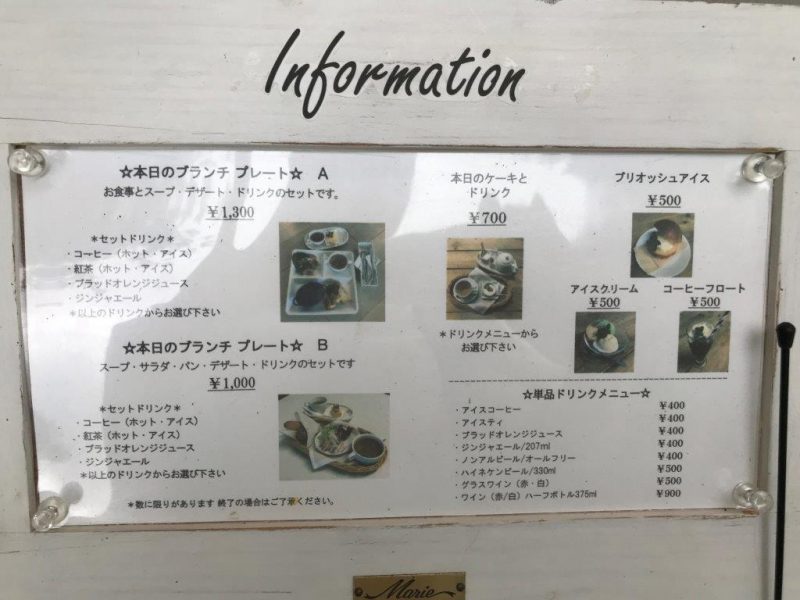 Information
☆本日のブランチ プレート☆ A
お食事とスープ・デザート・ドリンクのセットです。
￥1,300
＊セットドリンク＊
・コーヒー（ホット・アイス）
・紅茶（ホット・アイス）
・ブラッドオレンジジュース
・ジンジャエール
＊以上のドリンクからお選び下さい
☆本日のブランチ プレート☆ B
スープ・サラダ・パン・デザート・ドリンクのセットです
￥1,000
＊セットドリンク＊
・コーヒー（ホット・アイス）
・紅茶（ホット・アイス）
・ブラッドオレンジジュース
・ジンジャエール
＊以上のドリンクからお選び下さい
＊数に限りがあります 終了の場合はご了承ください。
本日のケーキと
ドリンク
￥700
＊ドリンクメニューから
お選び下さい
ブリオッシュアイス
￥500
アイスクリーム
￥500
コーヒーフロート
￥500
☆単品ドリンクメニュー☆
・アイスコーヒー ￥400
・アイスティ ￥400
・ブラッドオレンジジュース ￥400
・ジンジャエール/207ml ￥400
・ノンアルビール/オールフリー ￥400
・ハイネケンビール/330ml ￥500
・グラスワイン（赤・白） ￥500
・ワイン（赤/白）ハーフボトル375ml ￥900
Marie